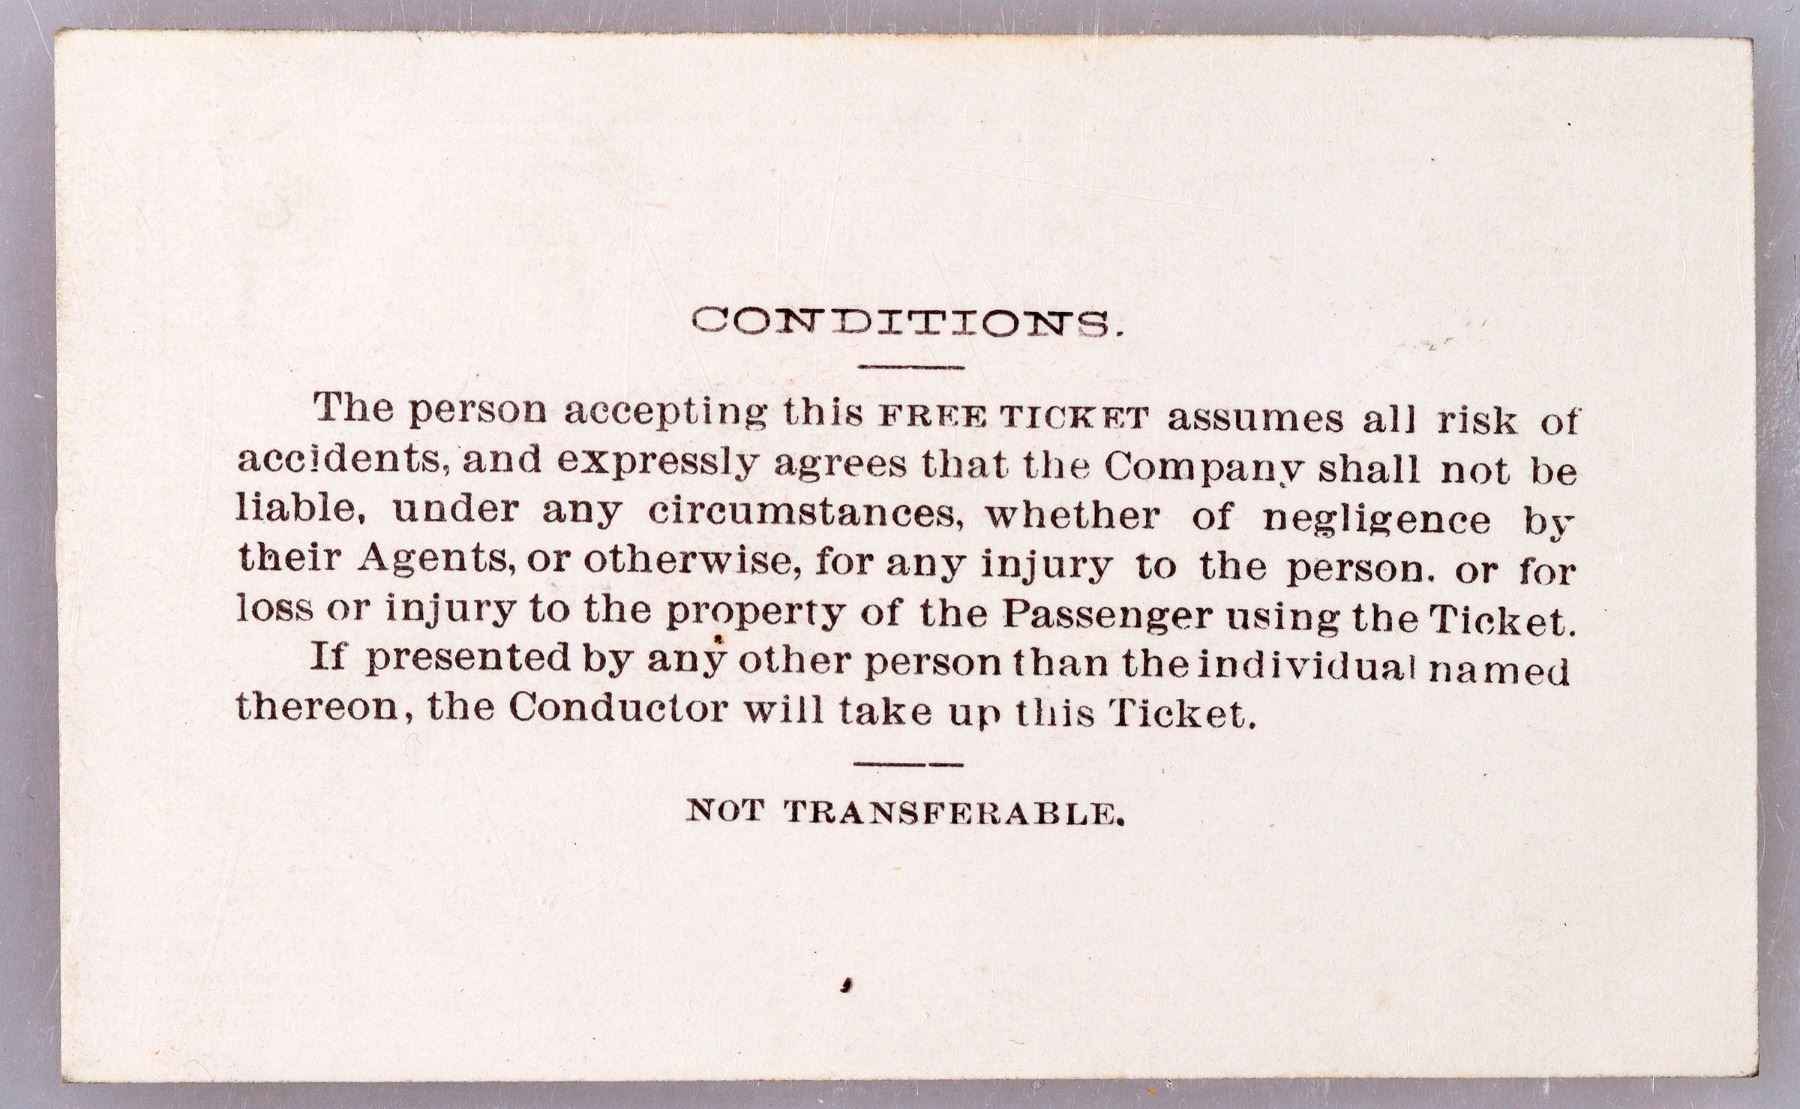 CONDITIONS.
The person accepting this FREE TICKET assumes all risk of
accidents, and expressly agrees that the Company shall not be
liable, under any circumstances, whether of negligence by
their Agents, or otherwise, for any injury to the person. or for
loss or injury to the property of the Passenger using the Ticket.
If presented by any other person than the individual named
thereon, the Conductor will take up this Ticket.
NOT TRANSFERABLE.